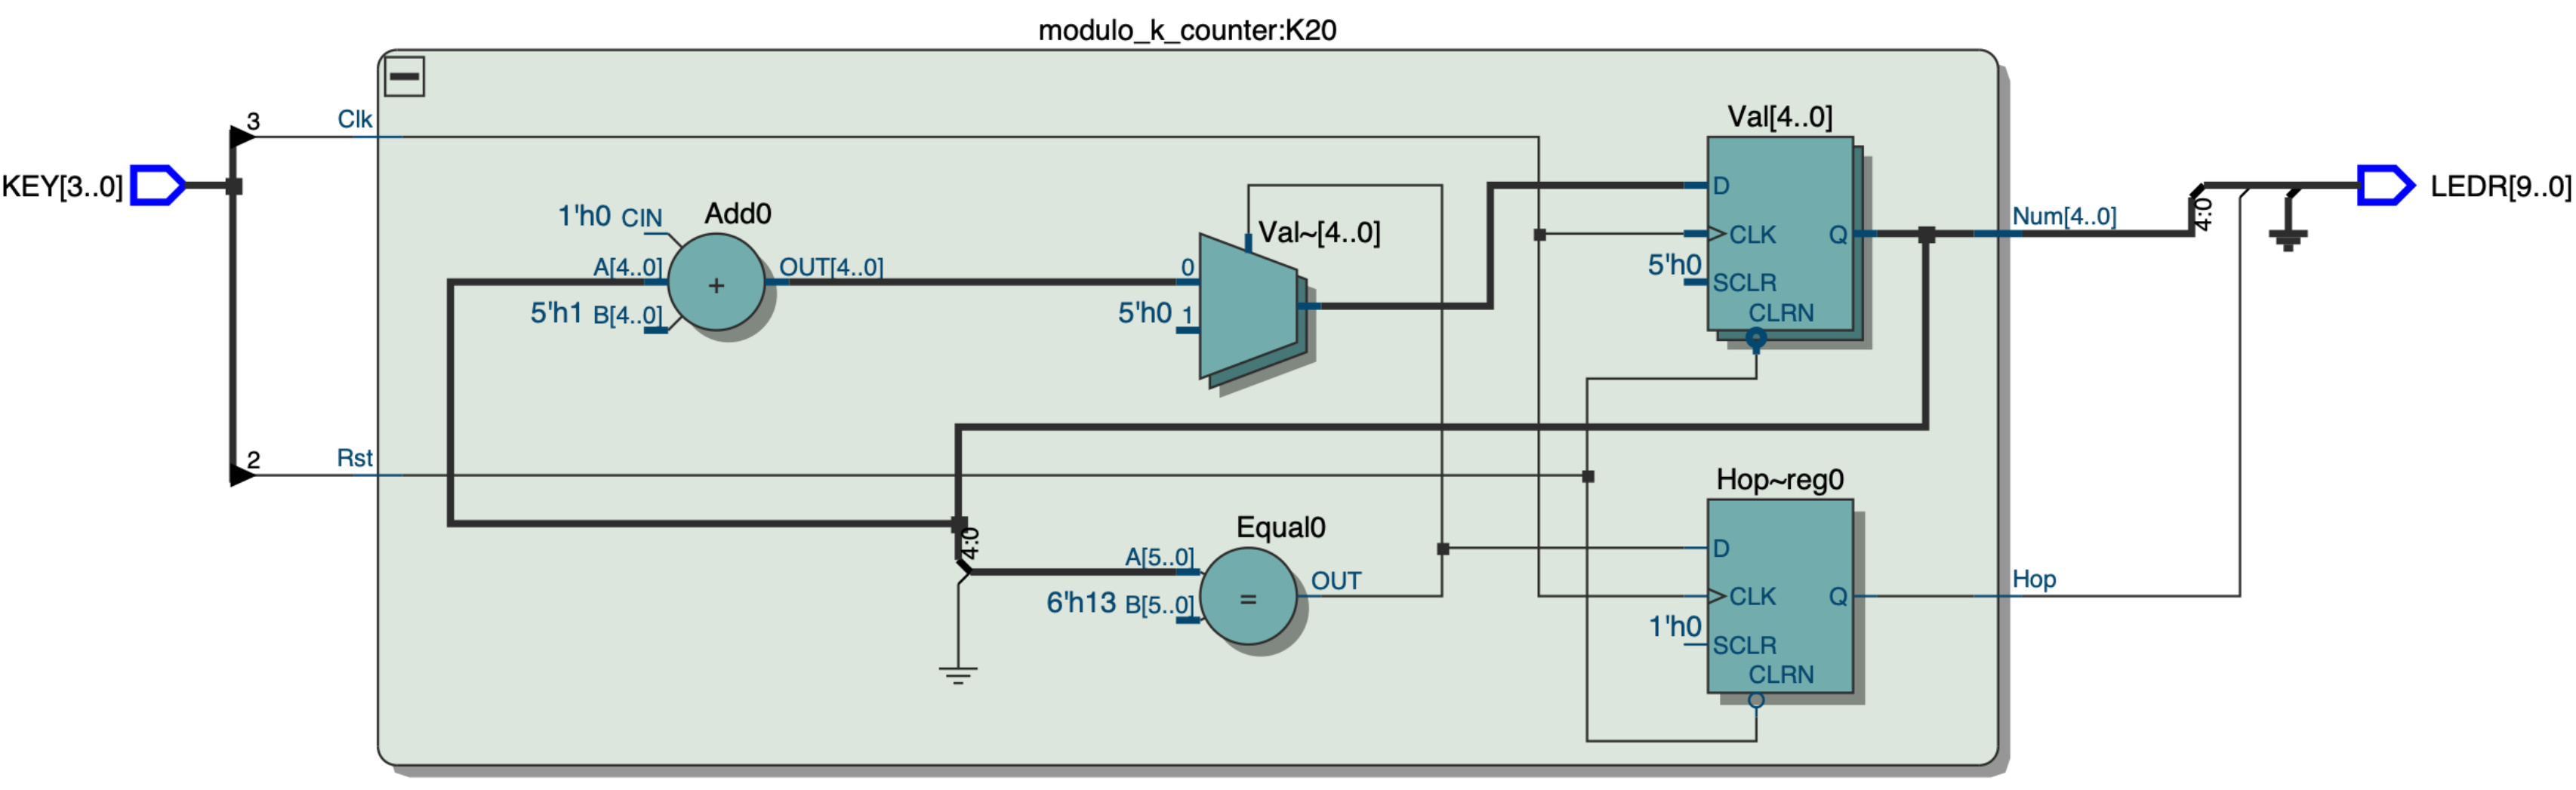 modulo_k_counter:K20
3
Clk
Val[4..0]
KEY[3..0]
D
LEDR[9..0]
1'h0 CIN
Add0
Val~[4..0]
CLK
Q
Num[4..0]
4:0
A[4..0]
+
OUT[4..0]
0
5'h0
SCLR
5'h1 B[4..0]
5'h0 1
CLRN
2
Rst
Hop~reg0
4:0
Equal0
D
A[5..0]
OUT
6'h13 B[5..0]
=
CLK
Q
Hop
1'h0
SCLR
CLRN